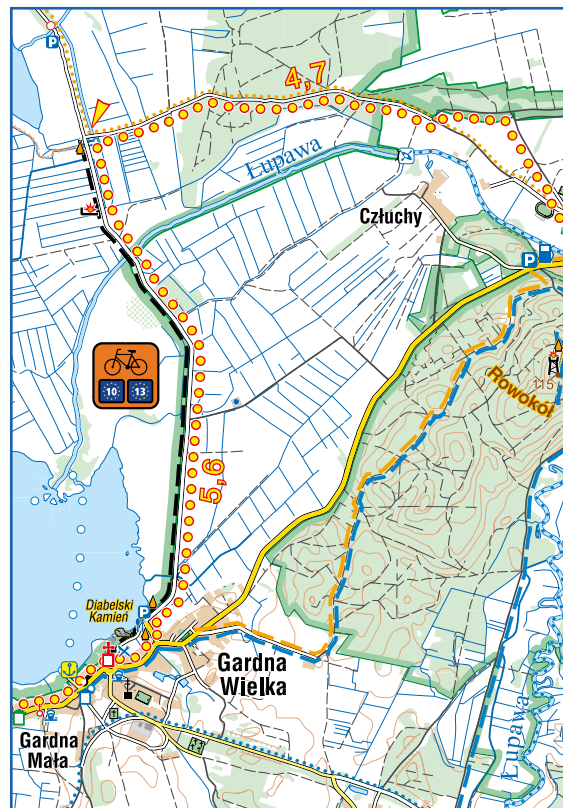 P
4,7
Łupawa
Człuchy
P
10
13
Rowokół
115
5,6
Diabelski
Kamień
P
Gardna
Wielka
Gardna
Mała
Łupawa